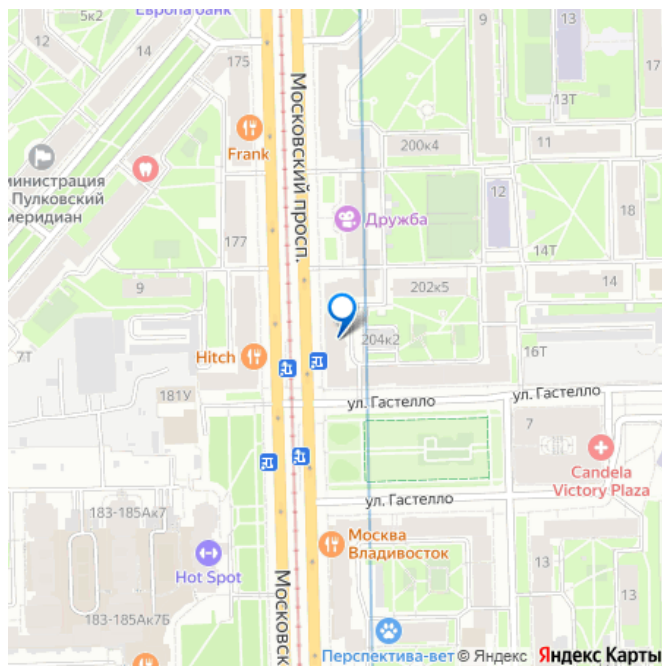 Европа банк
5к2
9
13
12
14
175
17
13Т
Frank
200к4
11
министрация
Пулковский
меридиан
Московский просп.
12
18
Дружба
177
14Т
9
202к5
14
204к2
7Т
Hitch
16Т
181У
ул. Гастелло
ул. Гастелло
7
Candela
Victory Plaza
ул. Гастелло
183-185Ак7
Москва
Владивосток
Hot Spot
13
13
Московск
183-185Ак7Б
Перспектива-вет
© Яндекс
Яндекс Карты